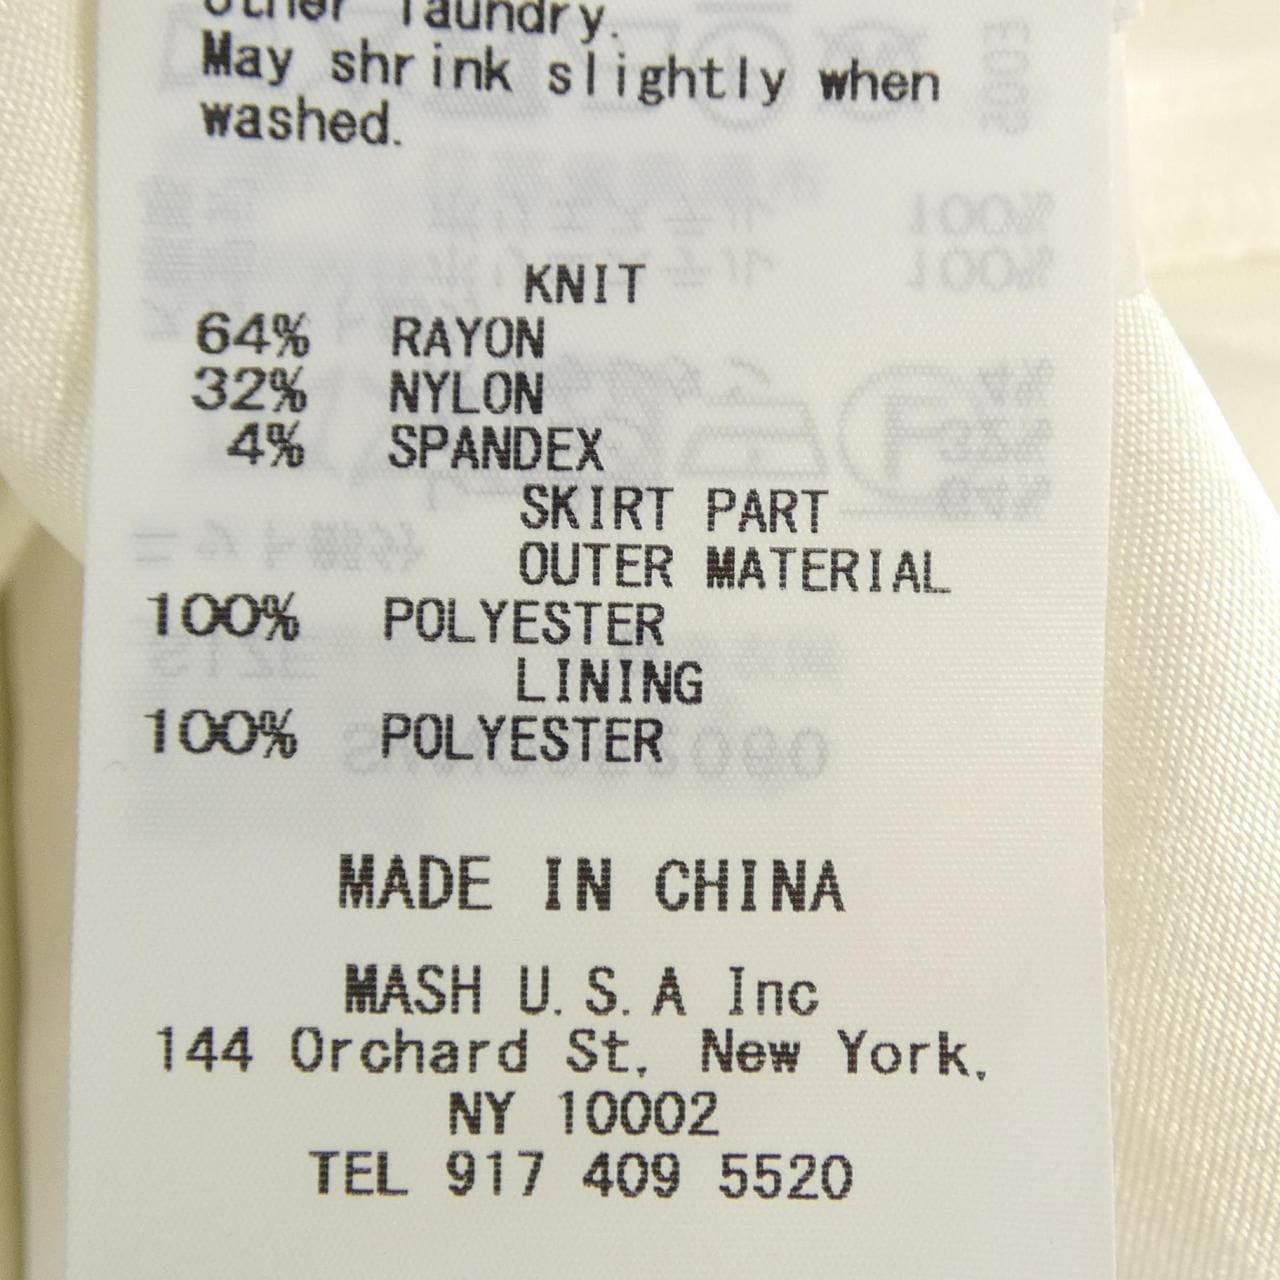 other laundry.
May shrink slightly when
washed.
KNIT
64% RAYON
32% NYLON
4% SPANDEX
SKIRT PART
OUTER MATERIAL
100% POLYESTER
LINING
100% POLYESTER
MADE IN CHINA
MASH U.S.A Inc
144 Orchard St. New York,
NY 10002
TEL 917 409 5520